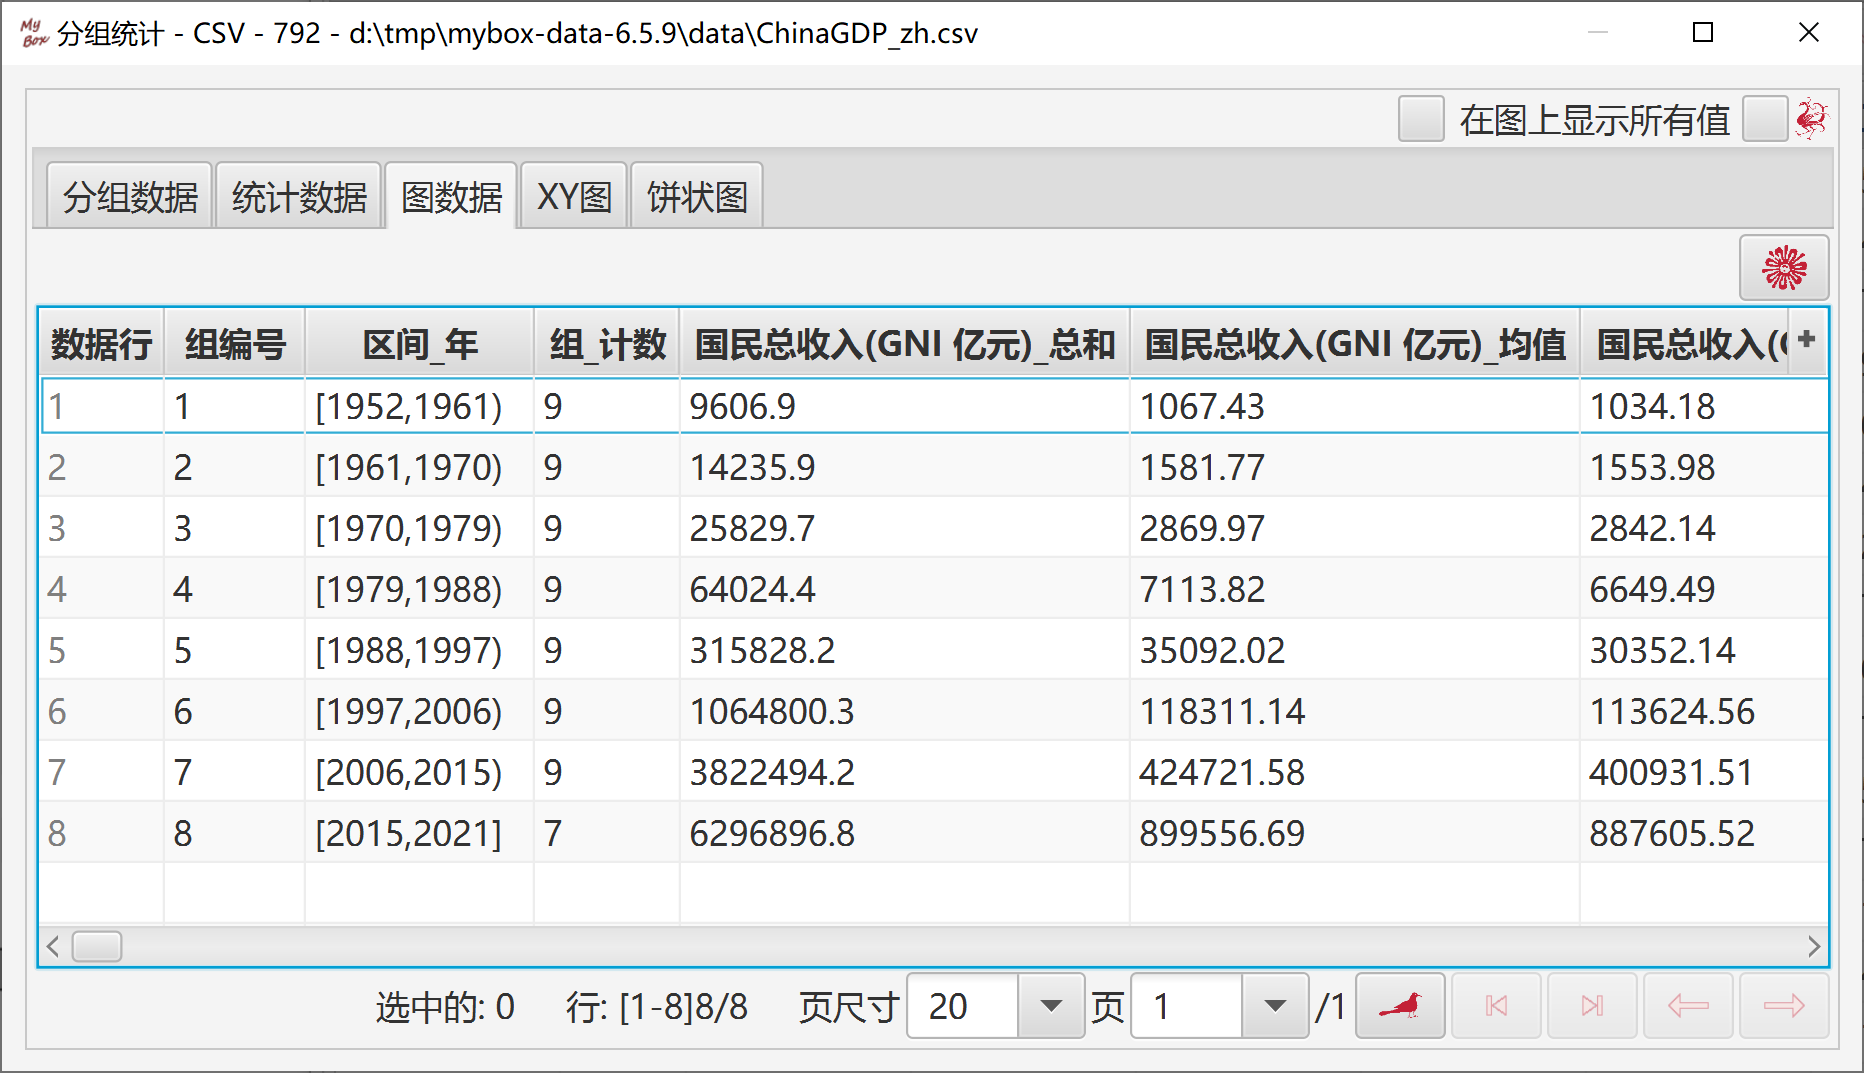 My Box 分组统计 - CSV - 792 - d:\tmp\mybox-data-6.5.9\data\ChinaGDP_zh.csv
在图上显示所有值
分组数据 统计数据 图数据 XY图 饼状图
数据行 组编号 区间_年 组_计数 国民总收入(GNI 亿元)_总和 国民总收入(GNI 亿元)_均值 国民总收入( +
1 1 [1952,1961) 9 9606.9 1067.43 1034.18
2 2 [1961,1970) 9 14235.9 1581.77 1553.98
3 3 [1970,1979) 9 25829.7 2869.97 2842.14
4 4 [1979,1988) 9 64024.4 7113.82 6649.49
5 5 [1988,1997) 9 315828.2 35092.02 30352.14
6 6 [1997,2006) 9 1064800.3 118311.14 113624.56
7 7 [2006,2015) 9 3822494.2 424721.58 400931.51
8 8 [2015,2021] 7 6296896.8 899556.69 887605.52
选中的: 0 行: [1-8]8/8 页尺寸 20 页 1 /1